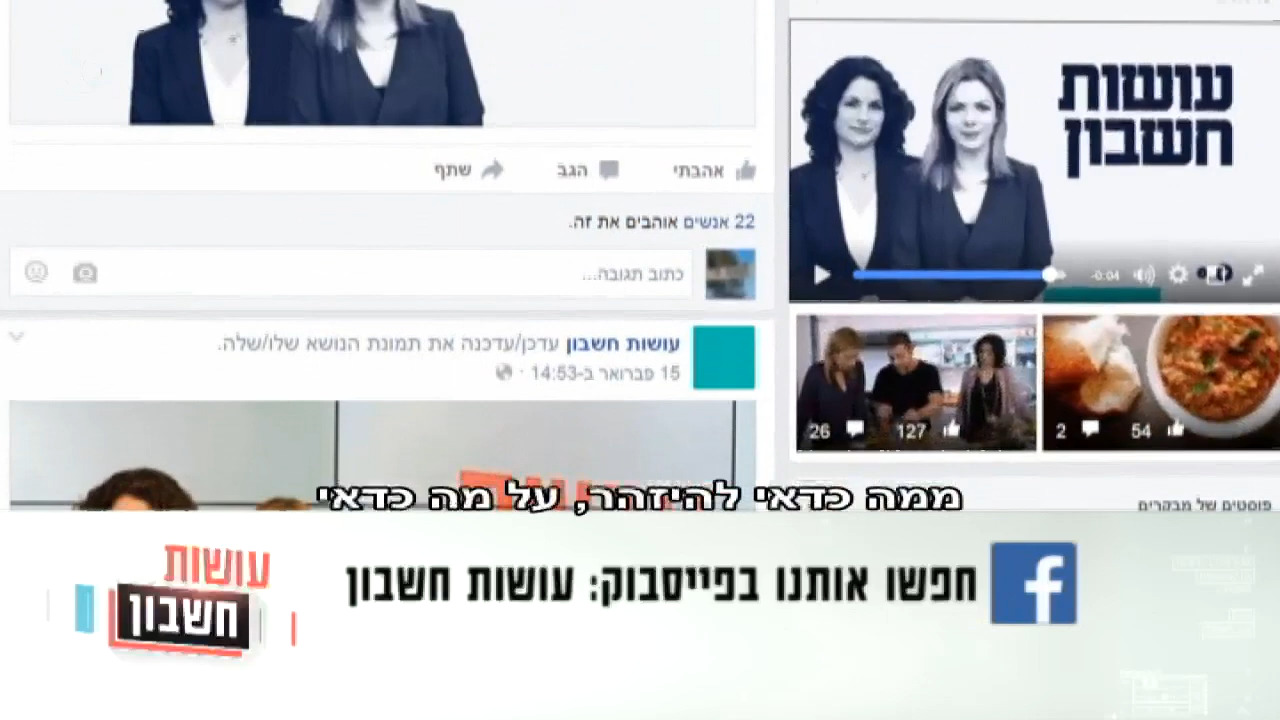 עושות
חשבון
אהבתי
הגב
שתף
22 אנשים אוהבים את זה.
כתוב תגובה...
-0:04
עושות חשבון עדכן/עדכנה את תמונת הנושא שלו/שלה.
15 פברואר ב-14:53 ·
26
127
2
54
פוסטים של מבקרים
ממה כדאי להיזהר, על מה כדאי
חפשו אותנו בפייסבוק: עושות חשבון
f
עושות
חשבון